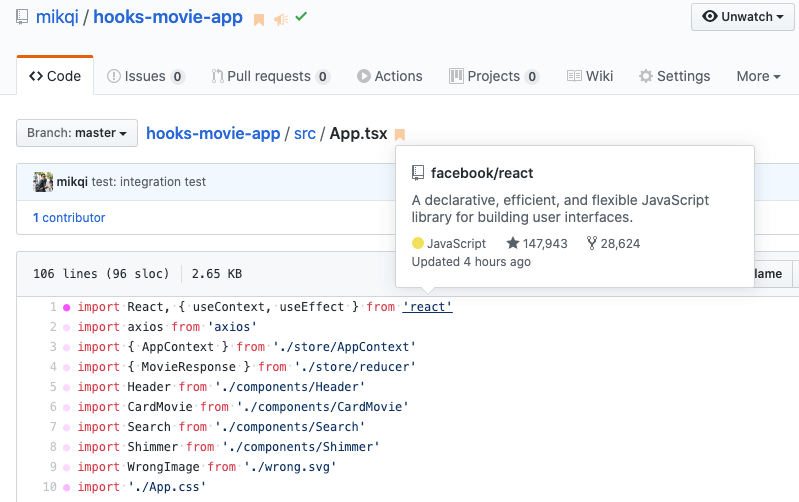 mikqi / hooks-movie-app
Unwatch
Code
Issues 0
Pull requests 0
Actions
Projects 0
Wiki
Settings
More
Branch: master
hooks-movie-app / src / App.tsx
mikqi test: integration test
1 contributor
facebook/react
A declarative, efficient, and flexible JavaScript
library for building user interfaces.
JavaScript 147,943 28,624
Updated 4 hours ago
106 lines (96 sloc) 2.65 KB
lame
1 import React, { useContext, useEffect } from 'react'
2 import axios from 'axios'
3 import { AppContext } from './store/AppContext'
4 import { MovieResponse } from './store/reducer'
5 import Header from './components/Header'
6 import CardMovie from './components/CardMovie'
7 import Search from './components/Search'
8 import Shimmer from './components/Shimmer'
9 import WrongImage from './wrong.svg'
10 import './App.css'